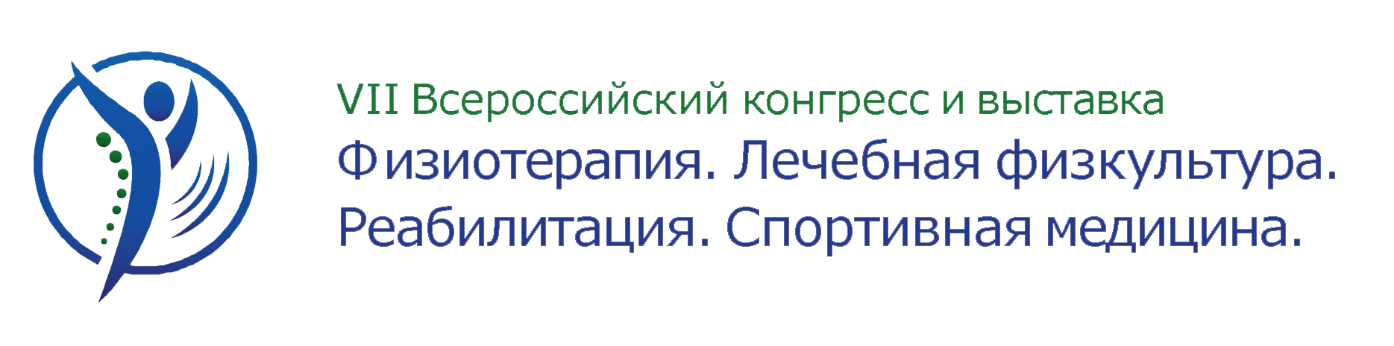 VII Всероссийский конгресс и выставка
Физиотерапия. Лечебная физкультура.
Реабилитация. Спортивная медицина.